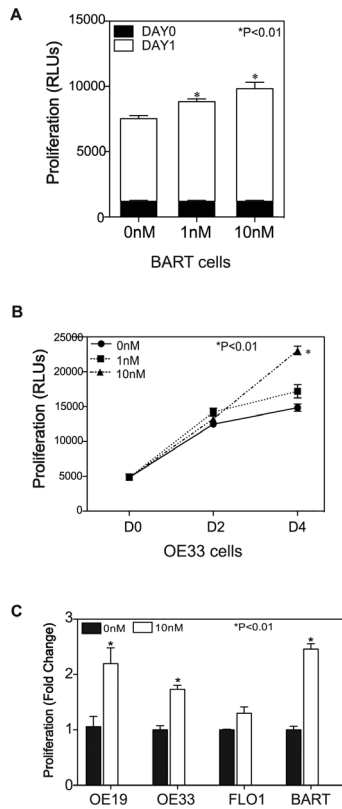 A
DAY0
DAY1
*P<0.01
15000
10000
5000
0
Proliferation (RLUs)
*
*
0nM
1nM
10nM
BART cells
B
25000
20000
15000
10000
5000
0
Proliferation (RLUs)
0nM
1nM
10nM
*P<0.01
*
D0
D2
D4
OE33 cells
C
3
2
1
0
Proliferation (Fold Change)
0nM
10nM
*P<0.01
*
*
*
OE19
OE33
FLO1
BART